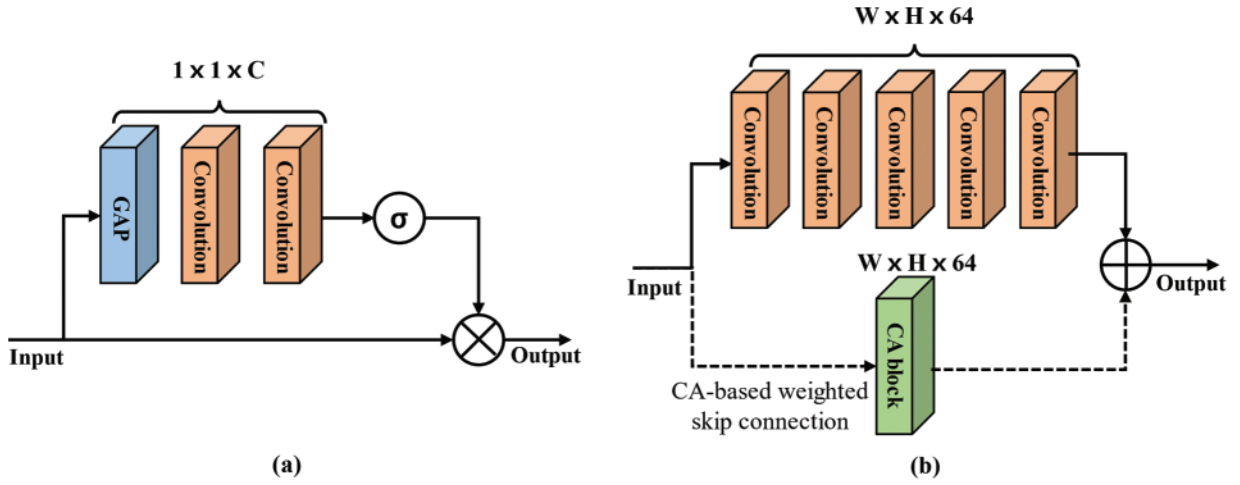 1 x 1 x C
GAP
Convolution
Convolution
σ
Input
Output
(a)
W x H x 64
Convolution
Convolution
Convolution
Convolution
Convolution
W x H x 64
Input
Output
CA block
CA-based weighted
skip connection
(b)